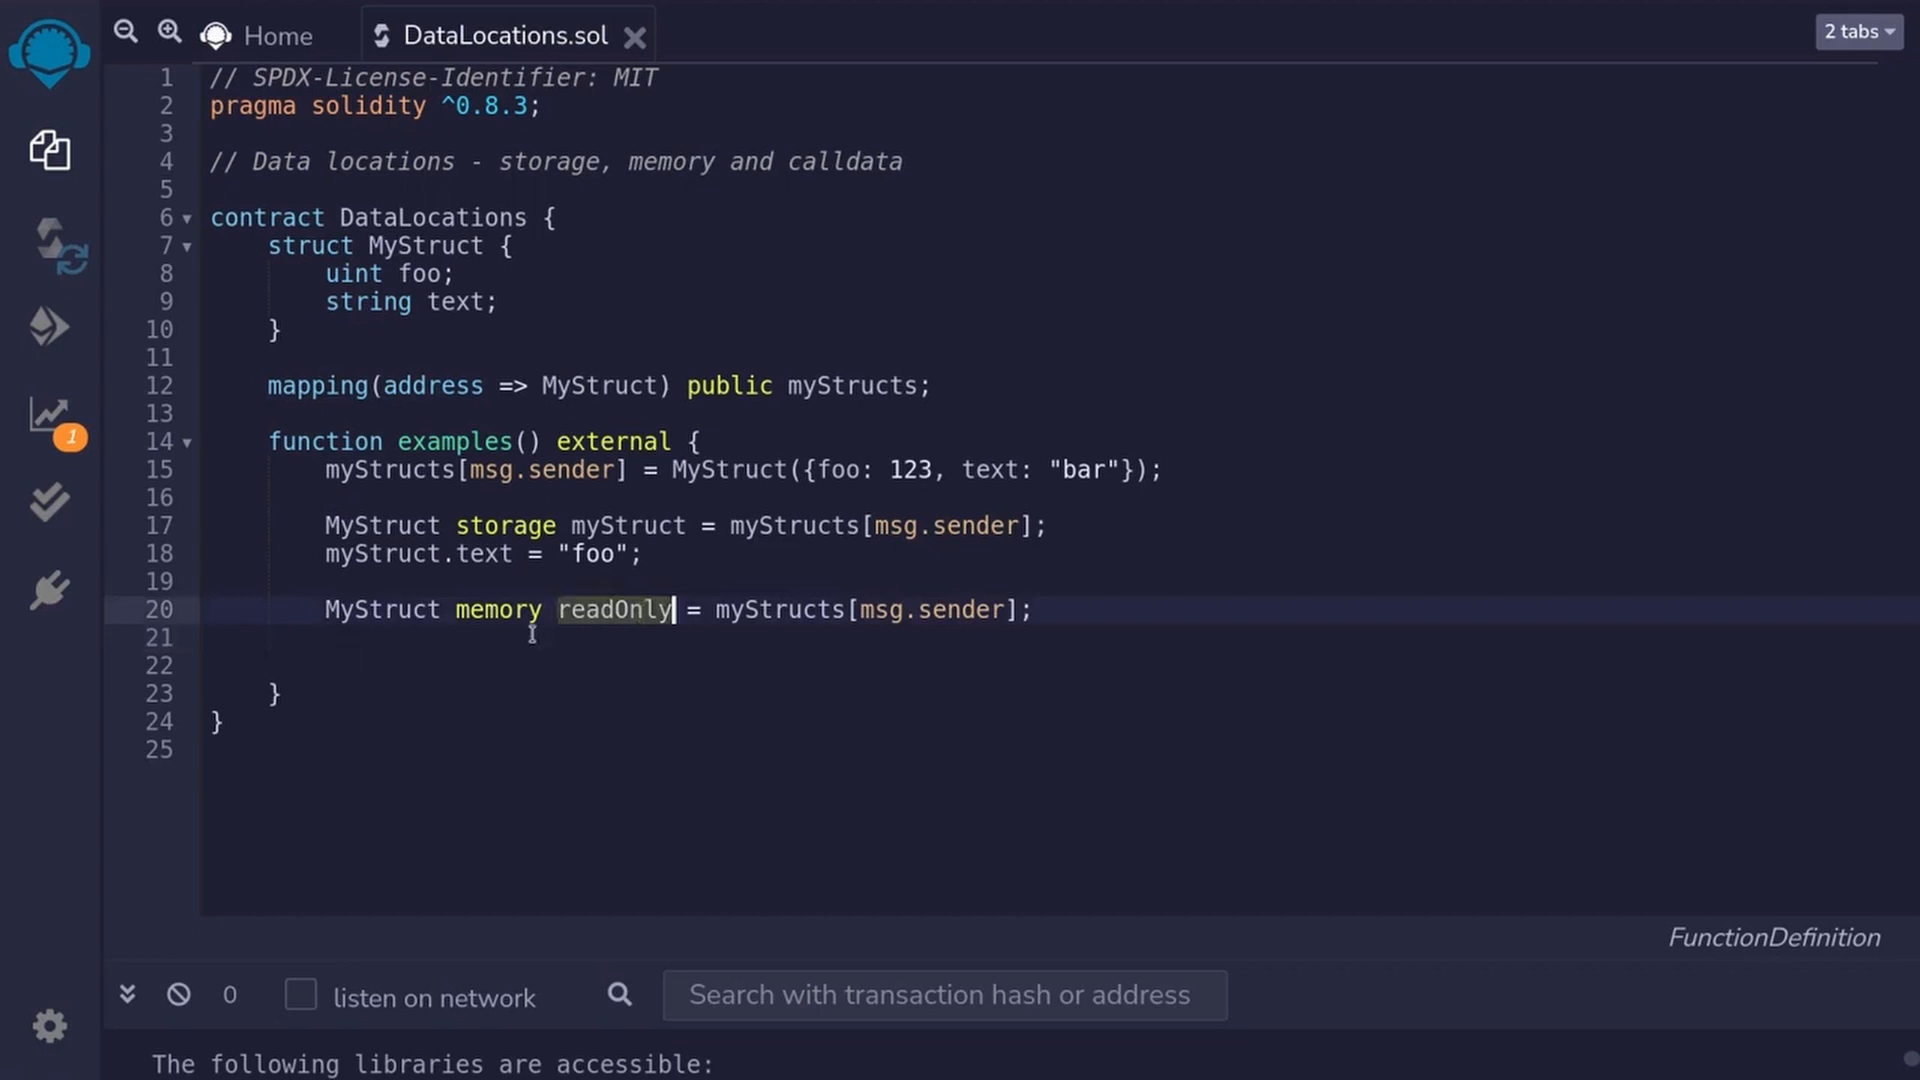 Home
DataLocations.sol
2 tabs
1 // SPDX-License-Identifier: MIT
2 pragma solidity ^0.8.3;
3
4 // Data locations - storage, memory and calldata
5
6 contract DataLocations {
7     struct MyStruct {
8         uint foo;
9         string text;
10     }
11
12     mapping(address => MyStruct) public myStructs;
13
14     function examples() external {
15         myStructs[msg.sender] = MyStruct({foo: 123, text: "bar"});
16
17         MyStruct storage myStruct = myStructs[msg.sender];
18         myStruct.text = "foo";
19
20         MyStruct memory readOnly = myStructs[msg.sender];
21
22
23     }
24 }
25
1
FunctionDefinition
0 listen on network Search with transaction hash or address
The following libraries are accessible: